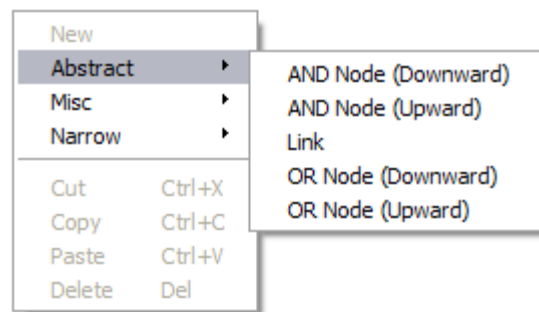 New
Abstract
Misc
Narrow
Cut Ctrl+X
Copy Ctrl+C
Paste Ctrl+V
Delete Del
AND Node (Downward)
AND Node (Upward)
Link
OR Node (Downward)
OR Node (Upward)